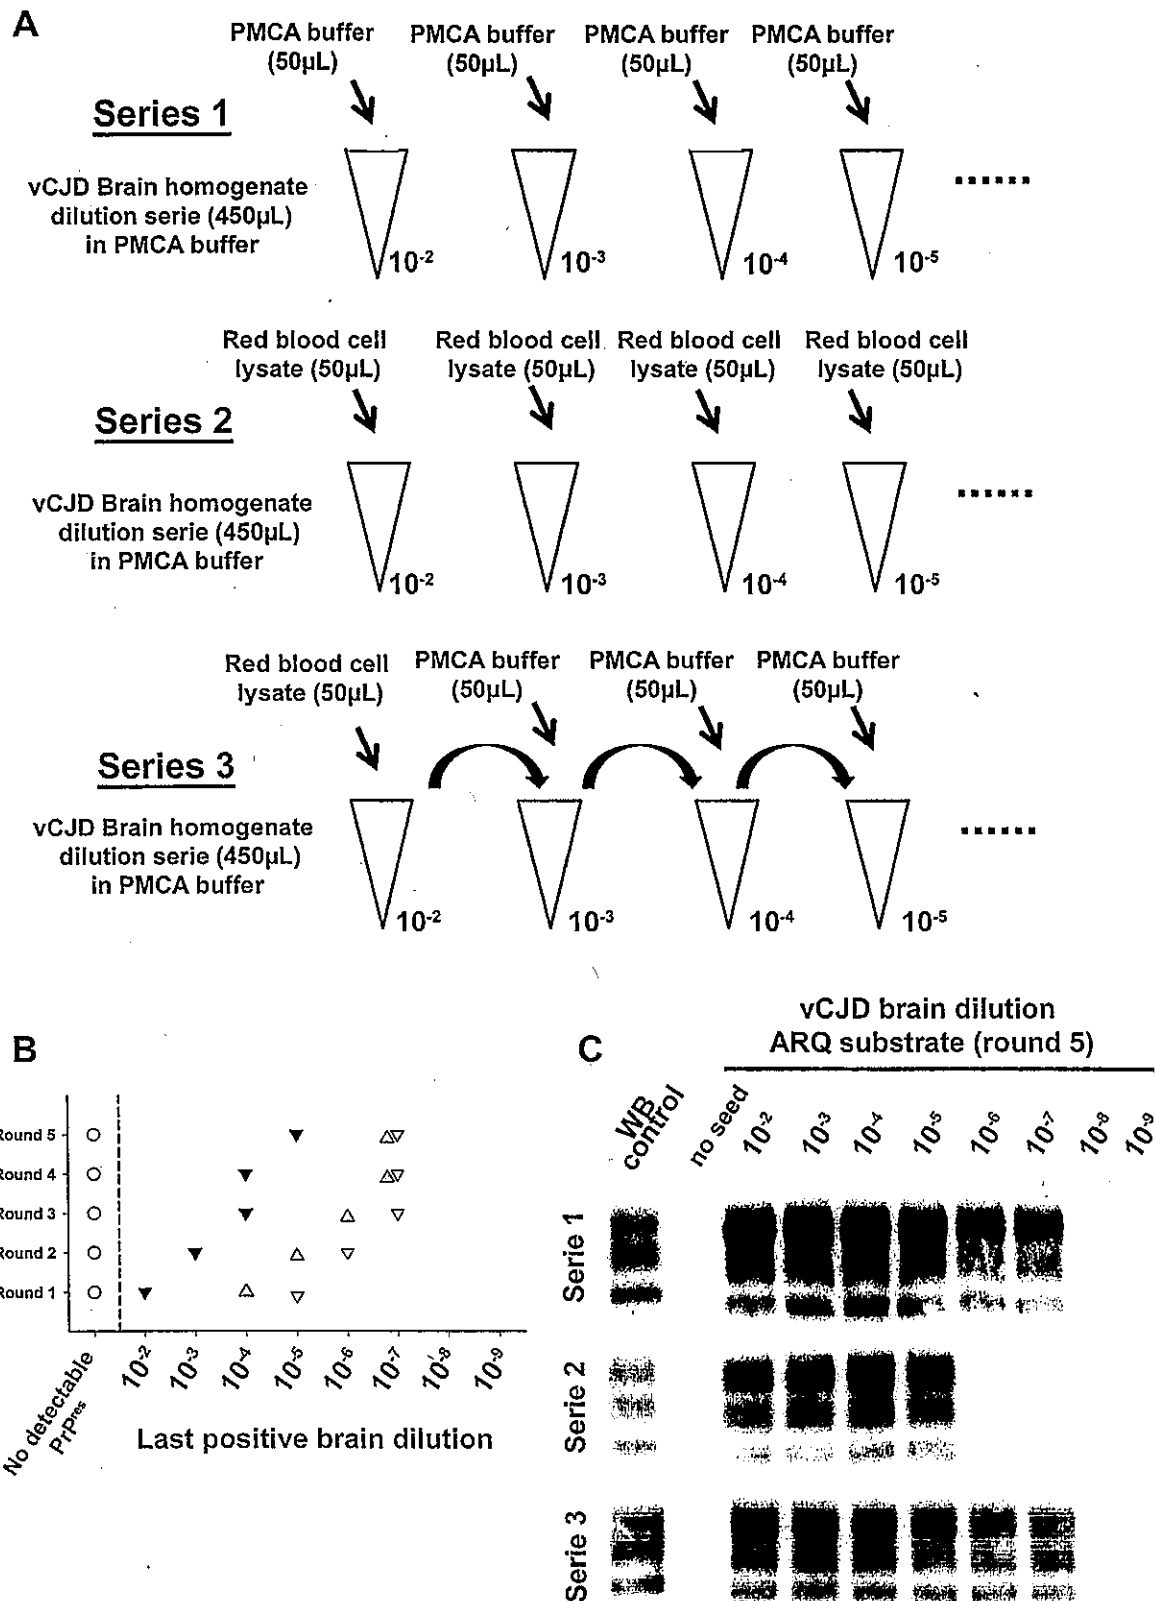 A
PMCA buffer
(50µL)
PMCA buffer
(50µL)
PMCA buffer
(50µL)
PMCA buffer
(50µL)
Series 1
vCJD Brain homogenate
dilution serie (450µL)
in PMCA buffer
10-2
10-3
10-4
10-5
......
Red blood cell
lysate (50µL)
Red blood cell
lysate (50µL)
Red blood cell
lysate (50µL)
Red blood cell
lysate (50µL)
Series 2
vCJD Brain homogenate
dilution serie (450µL)
in PMCA buffer
10-2
10-3
10-4
10-5
......
Red blood cell
lysate (50µL)
PMCA buffer
(50µL)
PMCA buffer
(50µL)
PMCA buffer
(50µL)
Series 3
vCJD Brain homogenate
dilution serie (450µL)
in PMCA buffer
10-2
10-3
10-4
10-5
......
B
Round 5
Round 4
Round 3
Round 2
Round 1
No detectable
PrPres
10-2
10-3
10-4
10-5
10-6
10-7
10-8
10-9
Last positive brain dilution
C
vCJD brain dilution
ARQ substrate (round 5)
WB
control
no seed
10-2
10-3
10-4
10-5
10-6
10-7
10-8
10-9
Serie 1
Serie 2
Serie 3